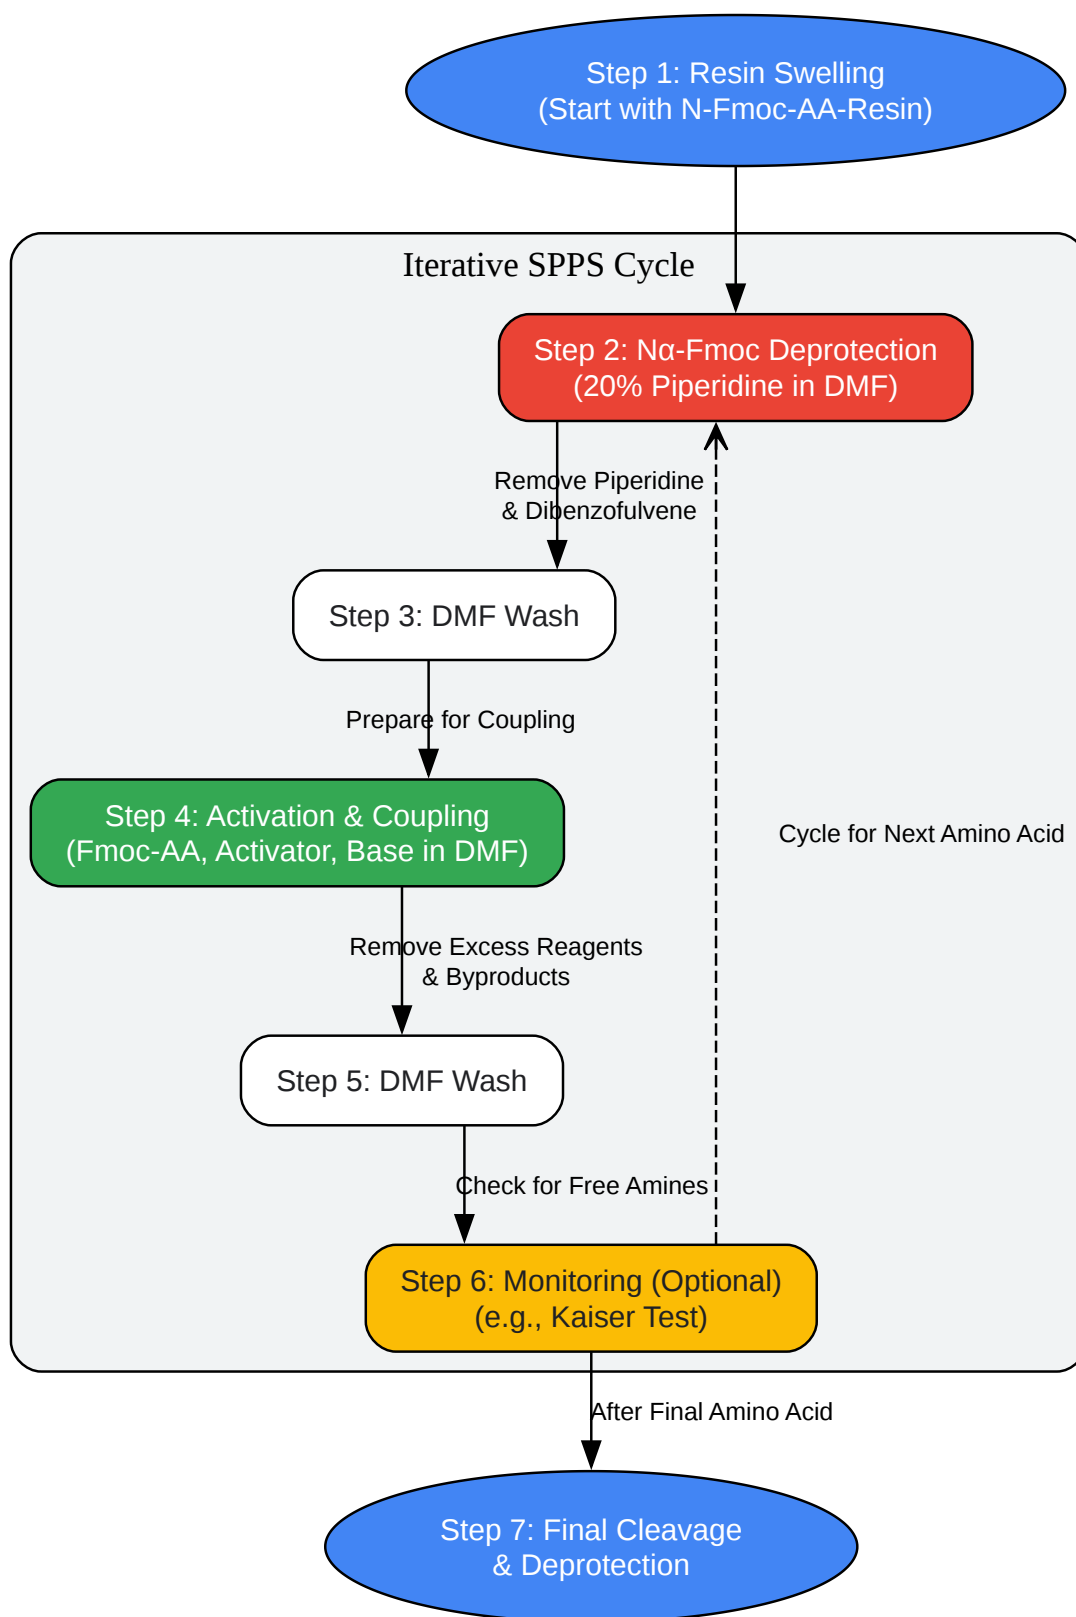 Step 1: Resin Swelling
(Start with N-Fmoc-AA-Resin)
Iterative SPPS Cycle
Step 2: Nα-Fmoc Deprotection
(20% Piperidine in DMF)
Remove Piperidine
& Dibenzofulvene
Step 3: DMF Wash
Prepare for Coupling
Step 4: Activation & Coupling
(Fmoc-AA, Activator, Base in DMF)
Cycle for Next Amino Acid
Remove Excess Reagents
& Byproducts
Step 5: DMF Wash
Check for Free Amines
Step 6: Monitoring (Optional)
(e.g., Kaiser Test)
After Final Amino Acid
Step 7: Final Cleavage
& Deprotection